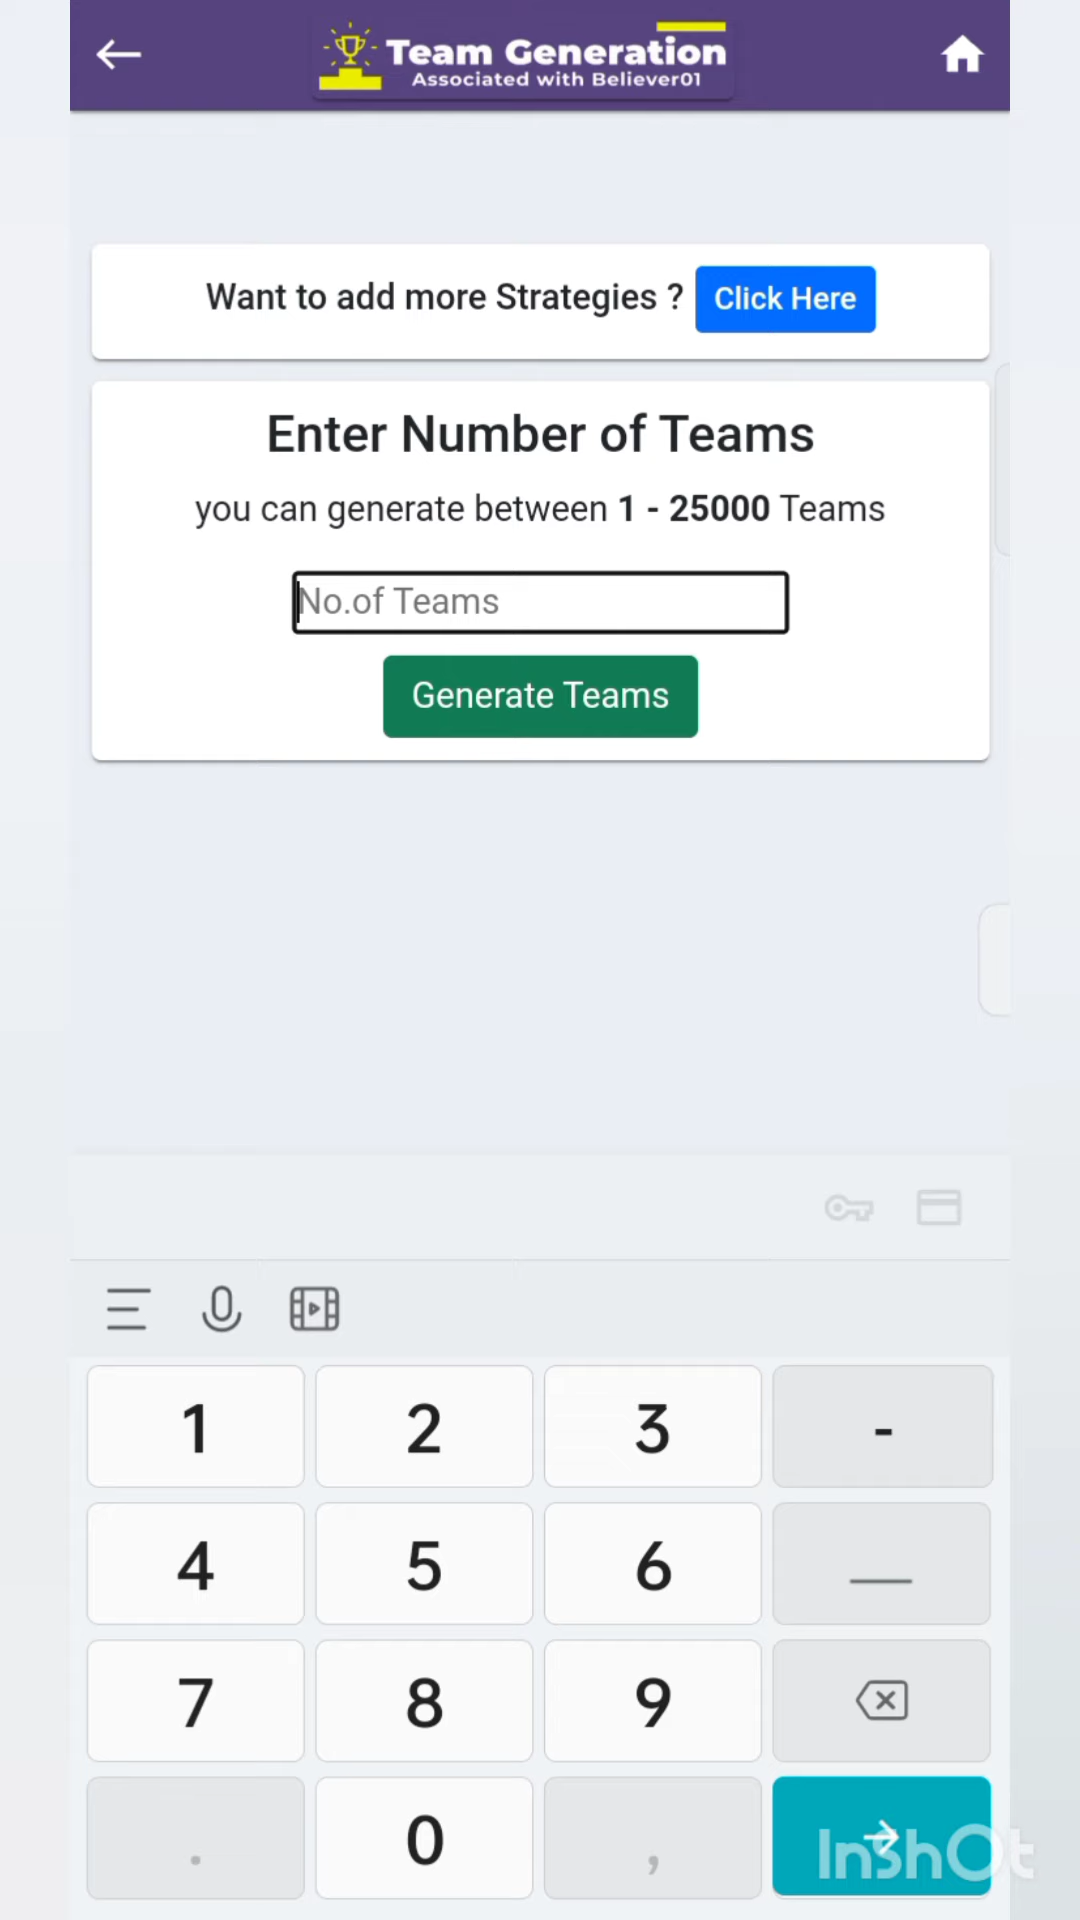 Team Generation
Associated with Believer01
Want to add more Strategies ? Click Here
Enter Number of Teams
you can generate between 1 - 25000 Teams
No.of Teams
Generate Teams
1 2 3 -
4 5 6
7 8 9
. 0 ,
InShOt